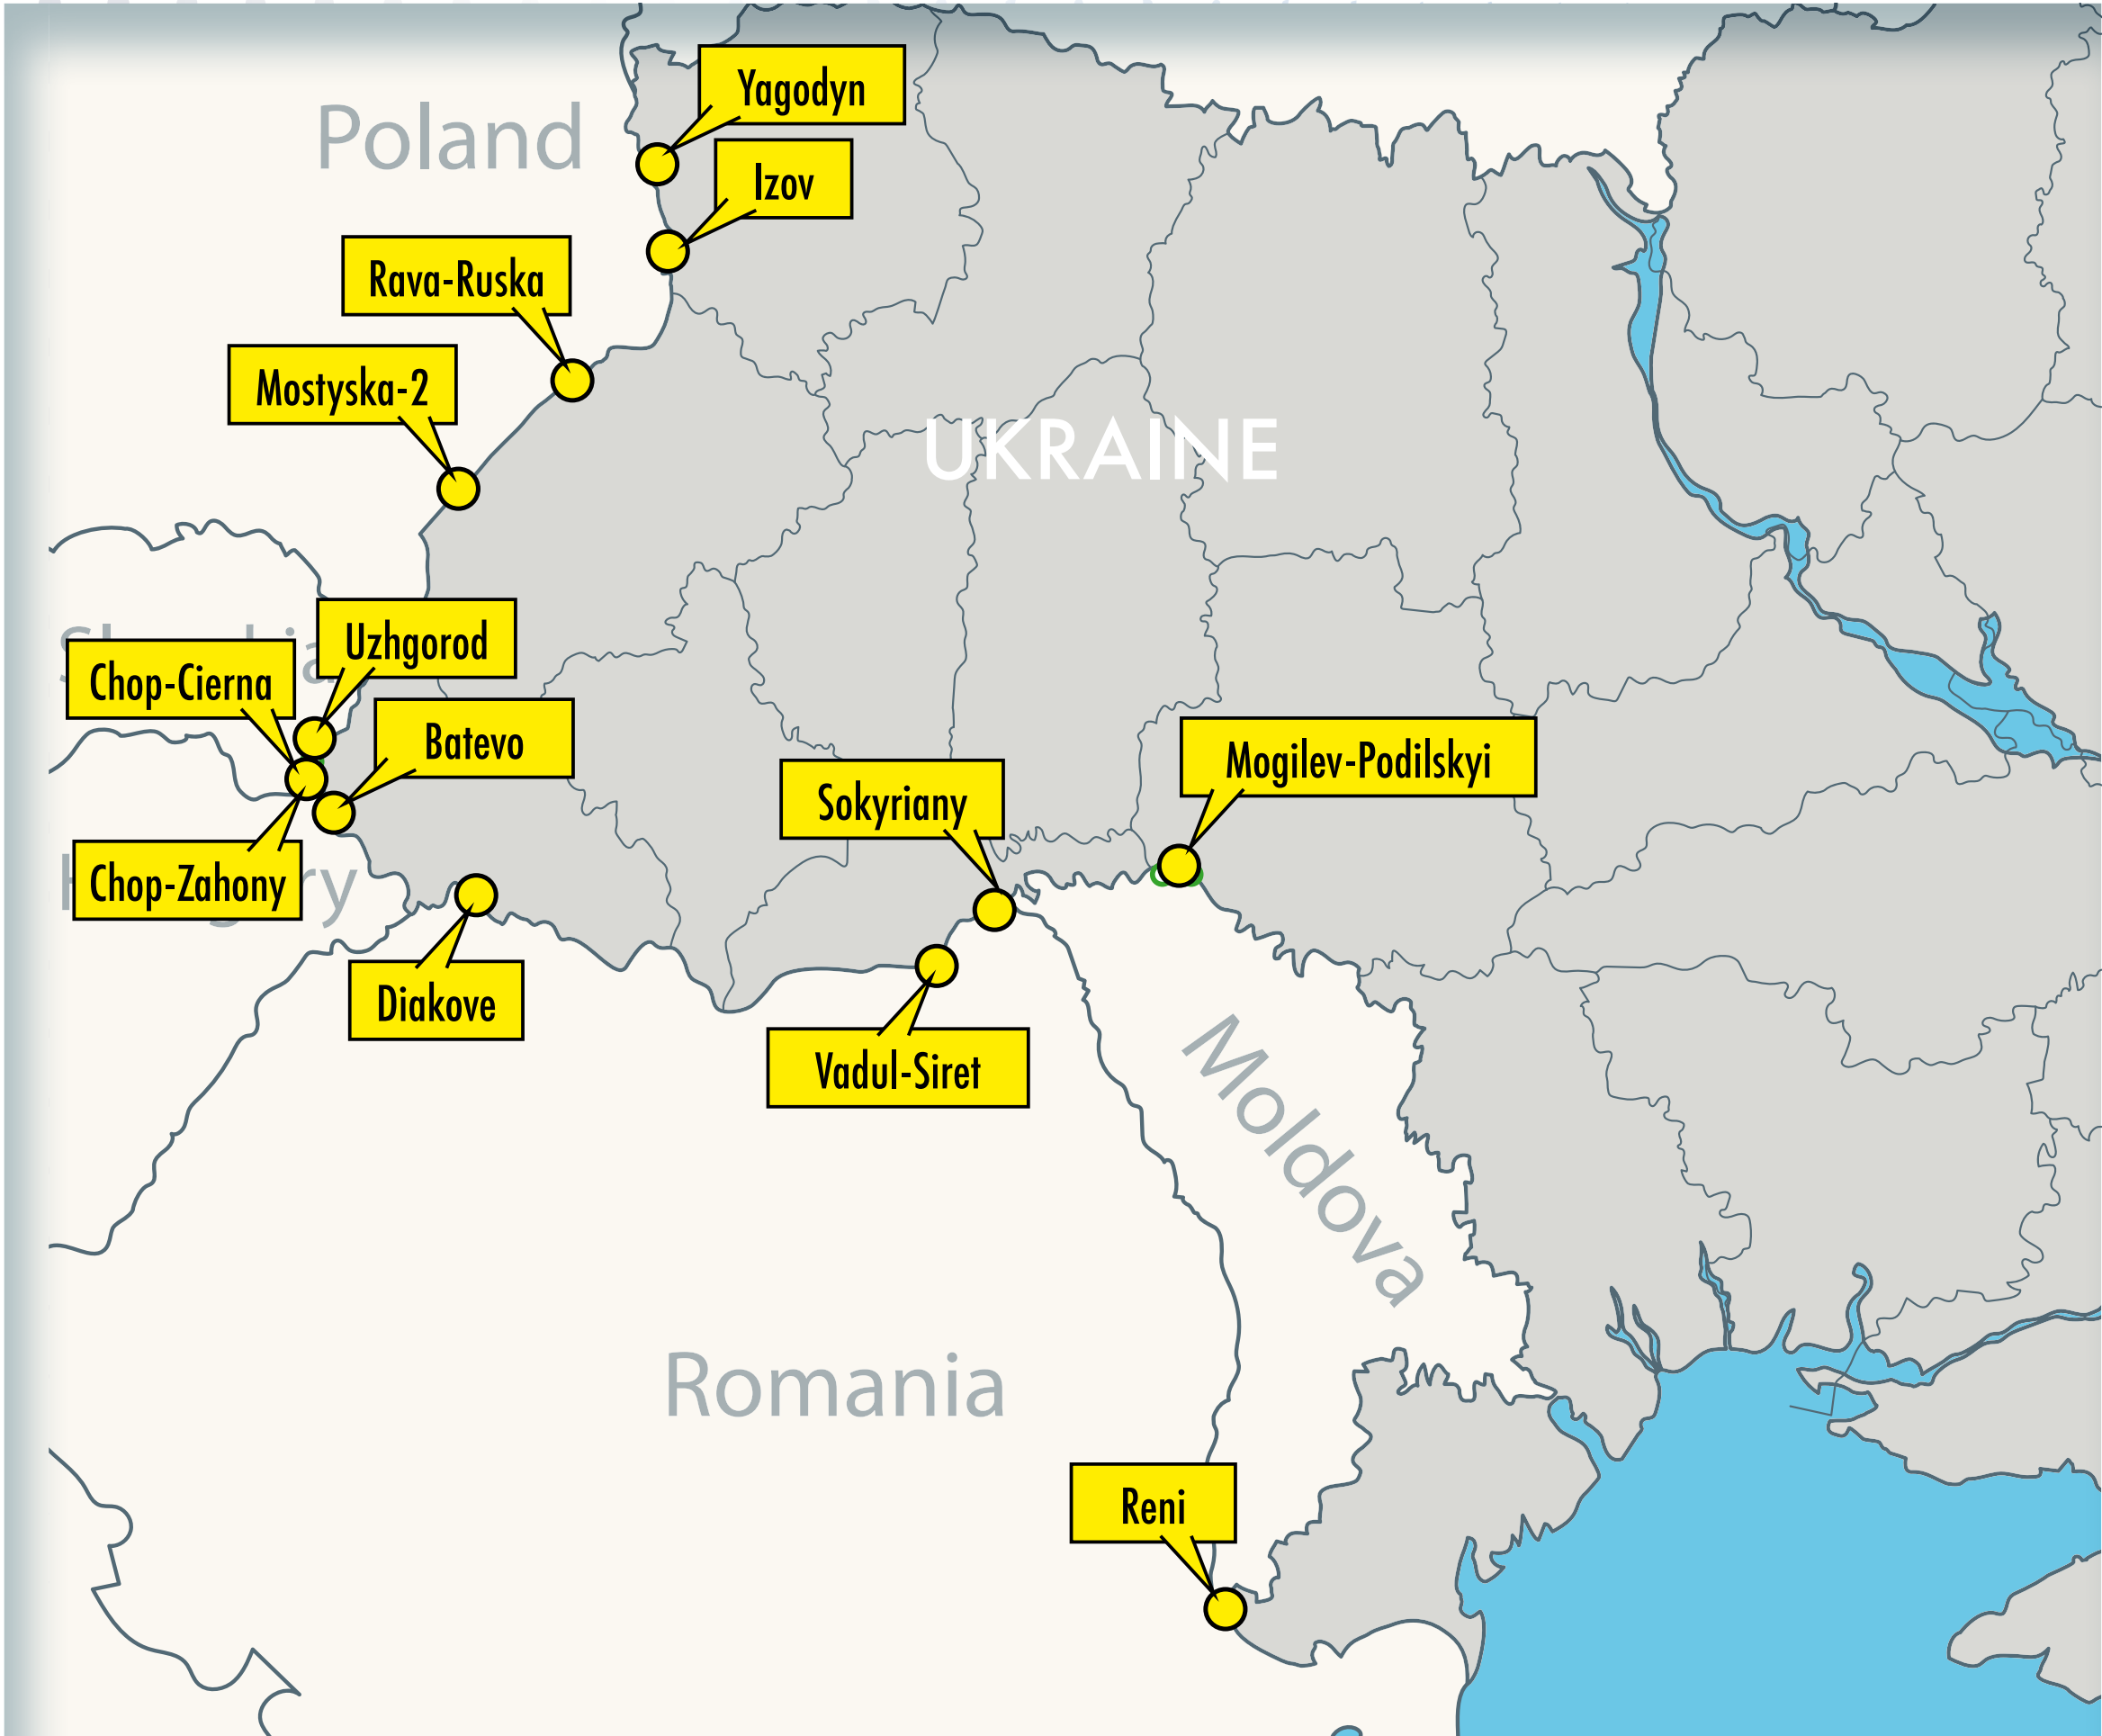 Yagodyn
Poland
Izov
Rava-Ruska
Mostyska-2
UKRAINE
Uzhgorod
Chop-Cierna
Batevo
Mogilev-Podilskyi
Sokyriany
Chop-Zahony
Diakove
Vadul-Siret
Moldova
Romania
Reni